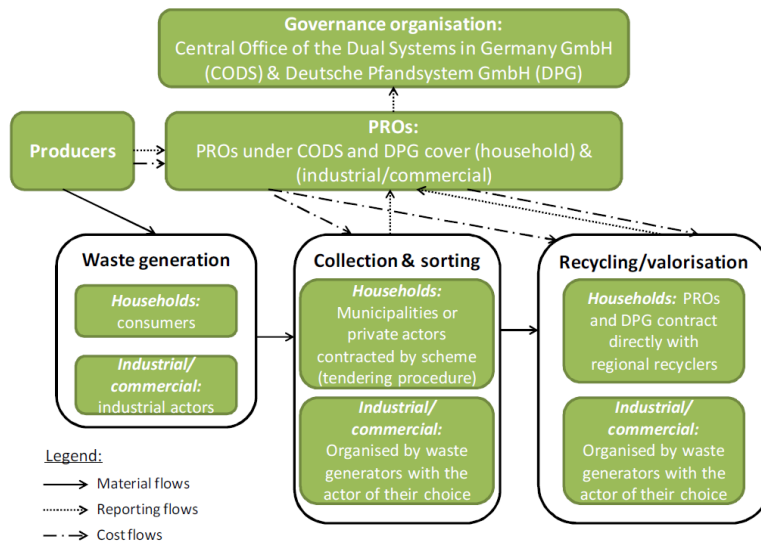 Governance organisation:
Central Office of the Dual Systems in Germany GmbH
(CODS) & Deutsche Pfandsystem GmbH (DPG)
Producers
PROs:
PROs under CODS and DPG cover (household) &
(industrial/commercial)
Waste generation
Households:
consumers
Industrial/
commercial:
industrial actors
Collection & sorting
Households:
Municipalities or
private actors
contracted by scheme
(tendering procedure)
Industrial/
commercial:
Organised by waste
generators with the
actor of their choice
Recycling/valorisation
Households: PROs
and DPG contract
directly with
regional recyclers
Industrial/
commercial:
Organised by waste
generators with the
actor of their choice
Legend:
Material flows
Reporting flows
Cost flows